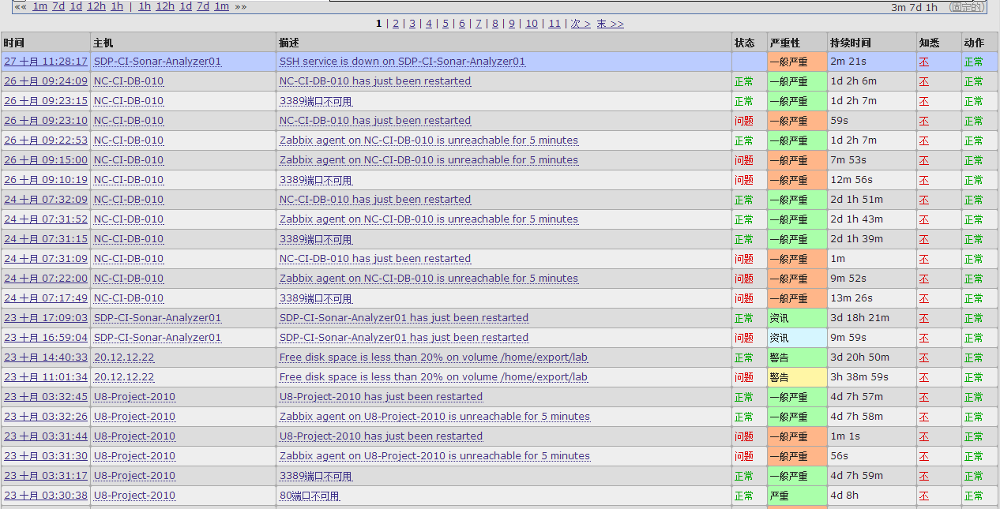 «« 1m 7d 1d 12h 1h | 1h 12h 1d 7d 1m »» 3m 7d 1h (固定的)
1 | 2 | 3 | 4 | 5 | 6 | 7 | 8 | 9 | 10 | 11 | 次 > | 末 >>
时间 主机 描述 状态 严重性 持续时间 知悉 动作
27 十月 11:28:17 SDP-CI-Sonar-Analyzer01 SSH service is down on SDP-CI-Sonar-Analyzer01 一般严重 2m 21s 不 正常
26 十月 09:24:09 NC-CI-DB-010 NC-CI-DB-010 has just been restarted 正常 一般严重 1d 2h 6m 不 正常
26 十月 09:23:15 NC-CI-DB-010 3389端口不可用 正常 一般严重 1d 2h 7m 不 正常
26 十月 09:23:10 NC-CI-DB-010 NC-CI-DB-010 has just been restarted 问题 一般严重 59s 不 正常
26 十月 09:22:53 NC-CI-DB-010 Zabbix agent on NC-CI-DB-010 is unreachable for 5 minutes 正常 一般严重 1d 2h 7m 不 正常
26 十月 09:15:00 NC-CI-DB-010 Zabbix agent on NC-CI-DB-010 is unreachable for 5 minutes 问题 一般严重 7m 53s 不 正常
26 十月 09:10:19 NC-CI-DB-010 3389端口不可用 问题 一般严重 12m 56s 不 正常
24 十月 07:32:09 NC-CI-DB-010 NC-CI-DB-010 has just been restarted 正常 一般严重 2d 1h 51m 不 正常
24 十月 07:31:52 NC-CI-DB-010 Zabbix agent on NC-CI-DB-010 is unreachable for 5 minutes 正常 一般严重 2d 1h 43m 不 正常
24 十月 07:31:15 NC-CI-DB-010 3389端口不可用 正常 一般严重 2d 1h 39m 不 正常
24 十月 07:31:09 NC-CI-DB-010 NC-CI-DB-010 has just been restarted 问题 一般严重 1m 不 正常
24 十月 07:22:00 NC-CI-DB-010 Zabbix agent on NC-CI-DB-010 is unreachable for 5 minutes 问题 一般严重 9m 52s 不 正常
24 十月 07:17:49 NC-CI-DB-010 3389端口不可用 问题 一般严重 13m 26s 不 正常
23 十月 17:09:03 SDP-CI-Sonar-Analyzer01 SDP-CI-Sonar-Analyzer01 has just been restarted 正常 资讯 3d 18h 21m 不 正常
23 十月 16:59:04 SDP-CI-Sonar-Analyzer01 SDP-CI-Sonar-Analyzer01 has just been restarted 问题 资讯 9m 59s 不 正常
23 十月 14:40:33 20.12.12.22 Free disk space is less than 20% on volume /home/export/lab 正常 警告 3d 20h 50m 不 正常
23 十月 11:01:34 20.12.12.22 Free disk space is less than 20% on volume /home/export/lab 问题 警告 3h 38m 59s 不 正常
23 十月 03:32:45 U8-Project-2010 U8-Project-2010 has just been restarted 正常 一般严重 4d 7h 57m 不 正常
23 十月 03:32:26 U8-Project-2010 Zabbix agent on U8-Project-2010 is unreachable for 5 minutes 正常 一般严重 4d 7h 58m 不 正常
23 十月 03:31:44 U8-Project-2010 U8-Project-2010 has just been restarted 问题 一般严重 1m 1s 不 正常
23 十月 03:31:30 U8-Project-2010 Zabbix agent on U8-Project-2010 is unreachable for 5 minutes 问题 一般严重 56s 不 正常
23 十月 03:31:17 U8-Project-2010 3389端口不可用 正常 一般严重 4d 7h 59m 不 正常
23 十月 03:30:38 U8-Project-2010 80端口不可用 正常 严重 4d 8h 不 正常